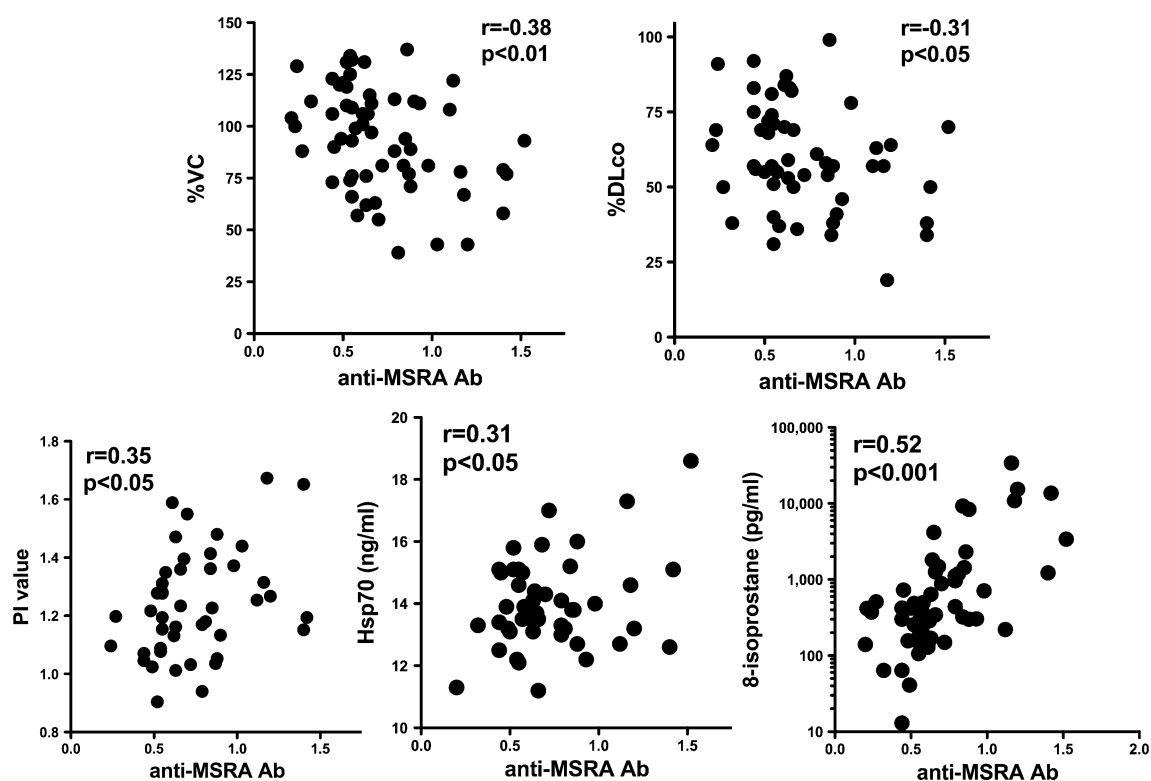 150
125
100
75
50
25
0
%VC
r=-0.38
p<0.01
0.0 0.5 1.0 1.5
anti-MSRA Ab
100
75
50
25
0
%DLco
r=-0.31
p<0.05
0.0 0.5 1.0 1.5
anti-MSRA Ab
1.8
1.6
1.4
1.2
1.0
0.8
PI value
r=0.35
p<0.05
0.0 0.5 1.0 1.5
anti-MSRA Ab
20
18
16
14
12
10
Hsp70 (ng/ml)
r=0.31
p<0.05
0.0 0.5 1.0 1.5
anti-MSRA Ab
100,000
10,000
1,000
100
10
8-isoprostane (pg/ml)
r=0.52
p<0.001
0.0 0.5 1.0 1.5 2.0
anti-MSRA Ab